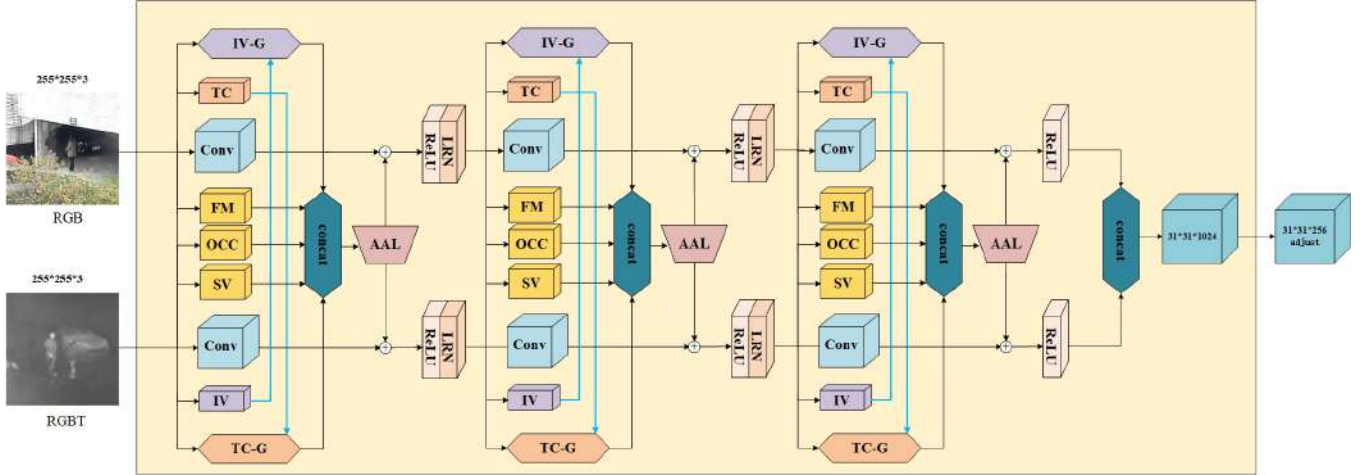 255*255*3
RGB
255*255*3
RGBT
IV-G
TC
Conv
FM
OCC
SV
Conv
IV
TC-G
concat
AAL
ReLU
LRN
ReLU
LRN
IV-G
TC
Conv
FM
OCC
SV
Conv
IV
TC-G
concat
AAL
ReLU
LRN
ReLU
LRN
IV-G
TC
Conv
FM
OCC
SV
Conv
IV
TC-G
concat
AAL
ReLU
ReLU
concat
31*31*1024
31*31*256
adjust